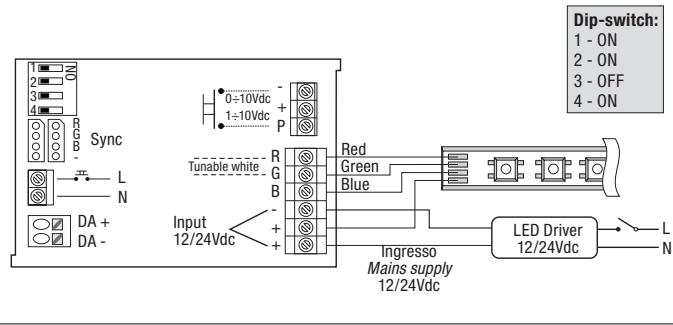 Dip-switch:
1 - ON
2 - ON
3 - OFF
4 - ON
1
2
3
4
ON
R
G
B
-
Sync
L
N
DA +
DA -
0÷10Vdc
1÷10Vdc
-
+
P
Tunable white
R
G
B
-
+
+
Input
12/24Vdc
Red
Green
Blue
Ingresso
Mains supply
12/24Vdc
LED Driver
12/24Vdc
L
N